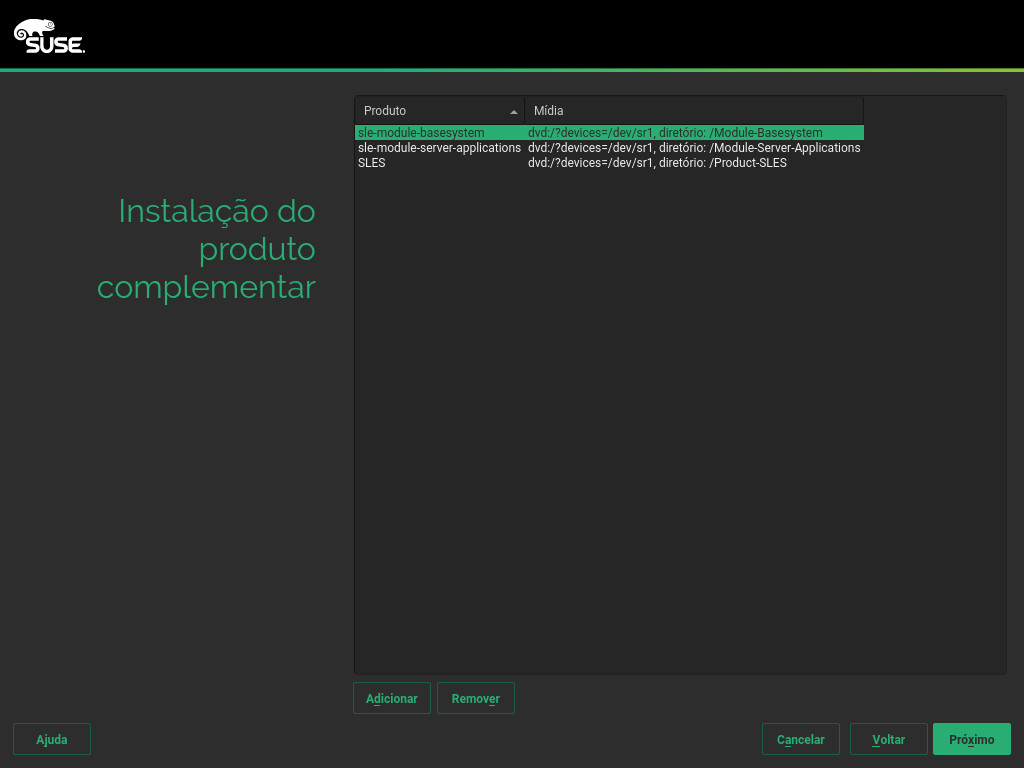 SUSE.
Instalação do
produto
complementar
Produto Mídia
sle-module-basesystem dvd:/?devices=/dev/sr1, diretório: /Module-Basesystem
sle-module-server-applications dvd:/?devices=/dev/sr1, diretório: /Module-Server-Applications
SLES dvd:/?devices=/dev/sr1, diretório: /Product-SLES
Adicionar Remover
Ajuda Cancelar Voltar Próximo